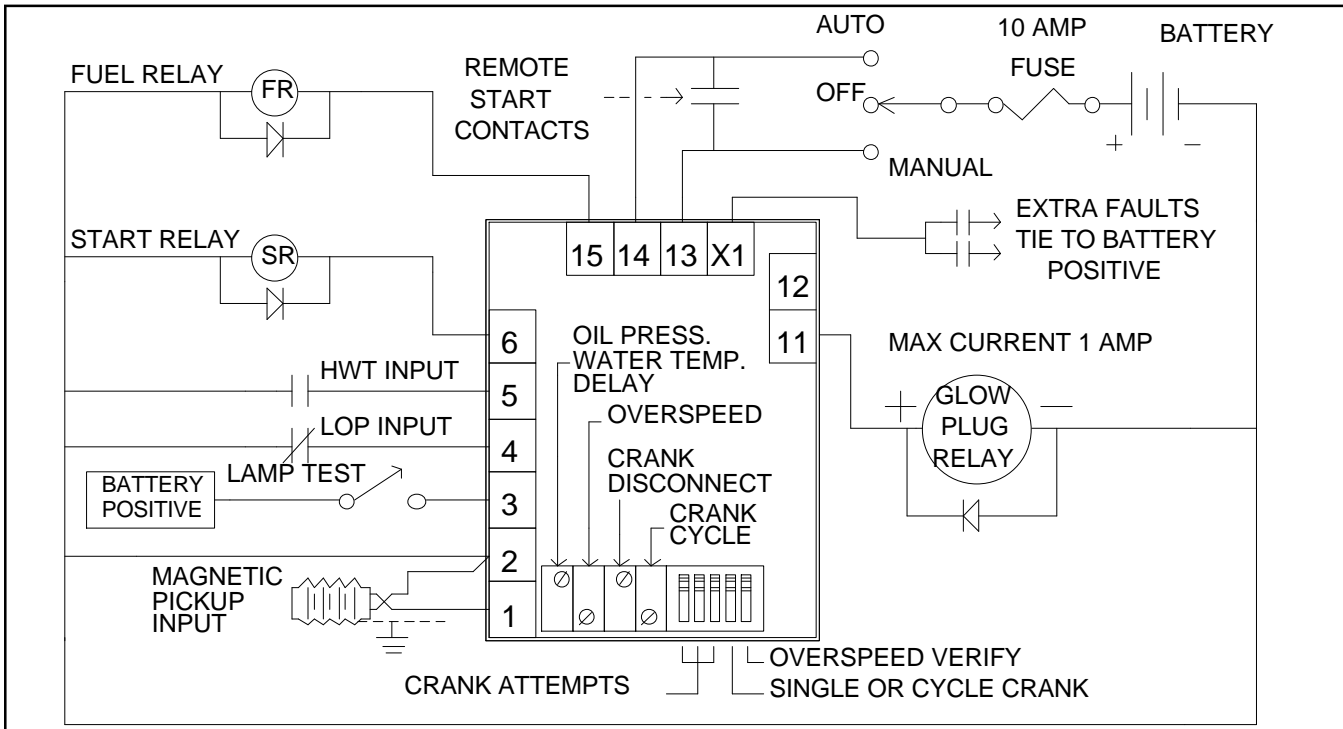 AUTO
10 AMP
BATTERY
FUEL RELAY
FR
REMOTE
START
CONTACTS
OFF
FUSE
+
−
MANUAL
START RELAY
SR
15 14 13 X1
12
11
EXTRA FAULTS
TIE TO BATTERY
POSITIVE
6
5
4
3
2
1
HWT INPUT
LOP INPUT
LAMP TEST
BATTERY
POSITIVE
MAGNETIC
PICKUP
INPUT
OIL PRESS.
WATER TEMP.
DELAY
OVERSPEED
CRANK
DISCONNECT
CRANK
CYCLE
MAX CURRENT 1 AMP
+
GLOW
PLUG
RELAY
−
CRANK ATTEMPTS
OVERSPEED VERIFY
SINGLE OR CYCLE CRANK